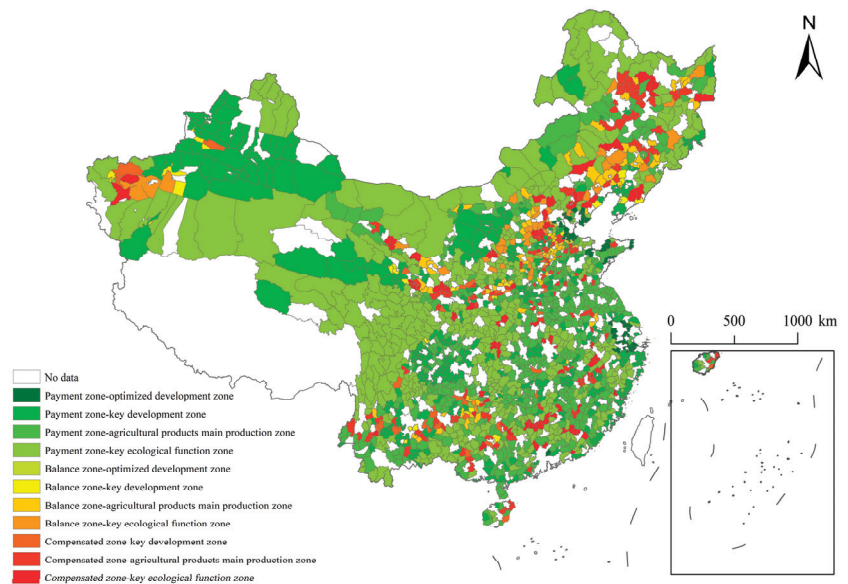 N
0 500 1000 km
No data
Payment zone-optimized development zone
Payment zone-key development zone
Payment zone-agricultural products main production zone
Payment zone-key ecological function zone
Balance zone-optimized development zone
Balance zone-key development zone
Balance zone-agricultural products main production zone
Balance zone-key ecological function zone
Compensated zone-key development zone
Compensated zone-agricultural products main production zone
Compensated zone-key ecological function zone